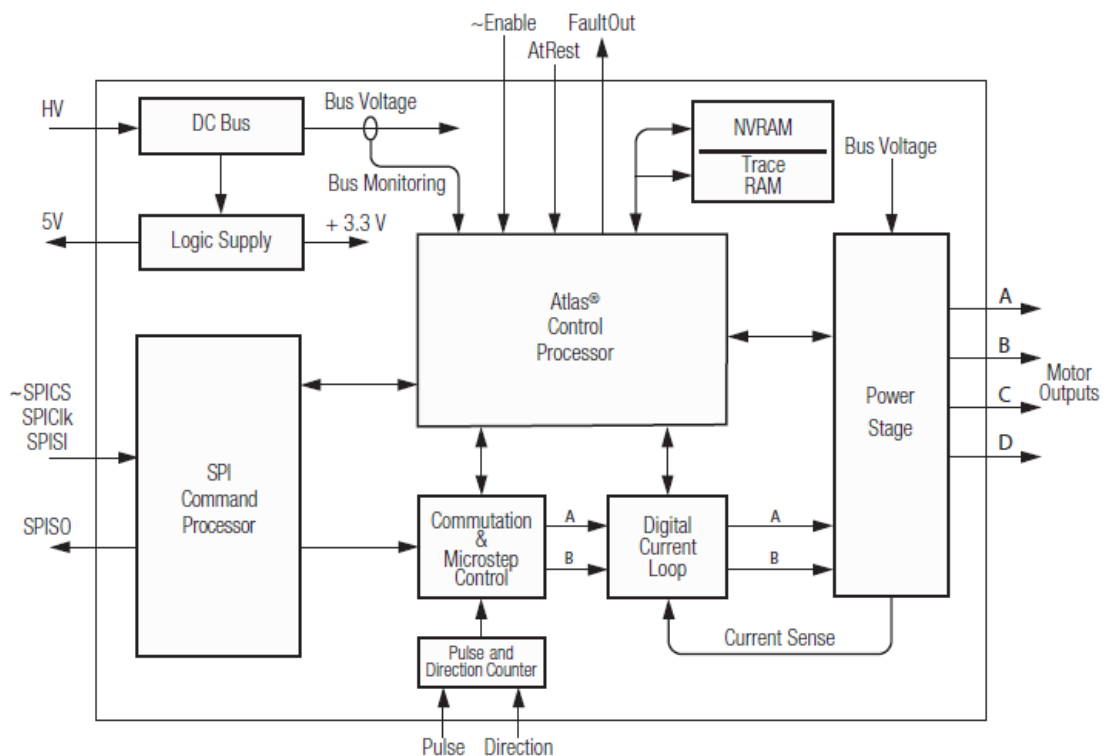 ~Enable
FaultOut
AtRest
HV
DC Bus
Bus Voltage
Bus Monitoring
NVRAM
Trace
RAM
Bus Voltage
5V
Logic Supply
+ 3.3 V
Atlas®
Control
Processor
A
B
C
D
Motor
Outputs
Power
Stage
~SPICS
SPIClk
SPISI
SPISO
SPI
Command
Processor
Commutation
&
Microstep
Control
A
B
Digital
Current
Loop
A
B
Current Sense
Pulse and
Direction Counter
Pulse
Direction